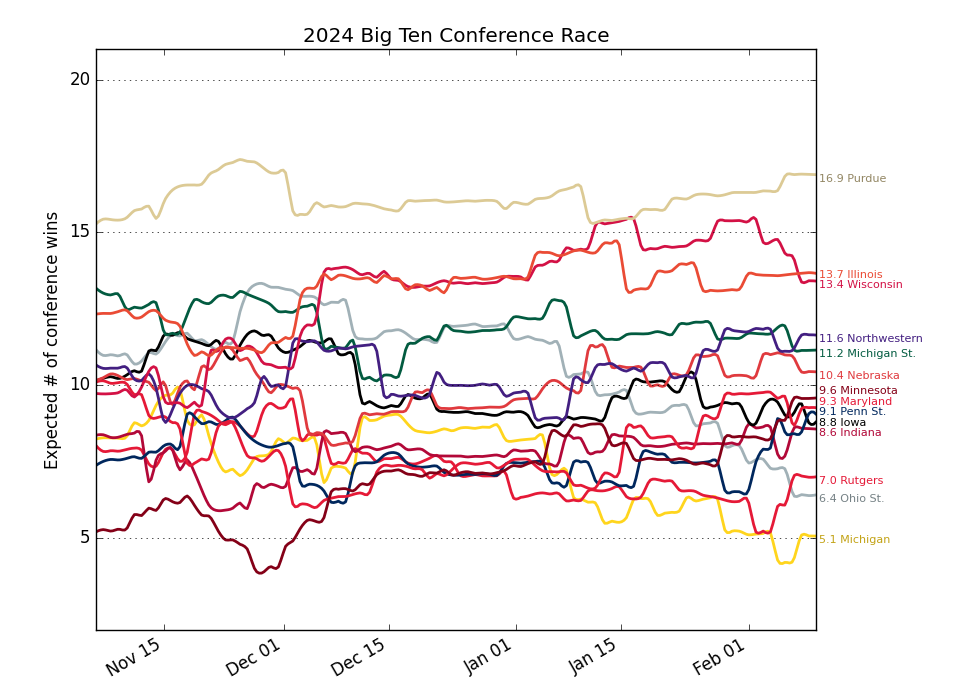 2024 Big Ten Conference Race
Expected # of conference wins
20
15
10
5
16.9 Purdue
13.7 Illinois
13.4 Wisconsin
11.6 Northwestern
11.2 Michigan St.
10.4 Nebraska
9.6 Minnesota
9.3 Maryland
9.1 Penn St.
8.8 Iowa
8.6 Indiana
7.0 Rutgers
6.4 Ohio St.
5.1 Michigan
Nov 15
Dec 01
Dec 15
Jan 01
Jan 15
Feb 01